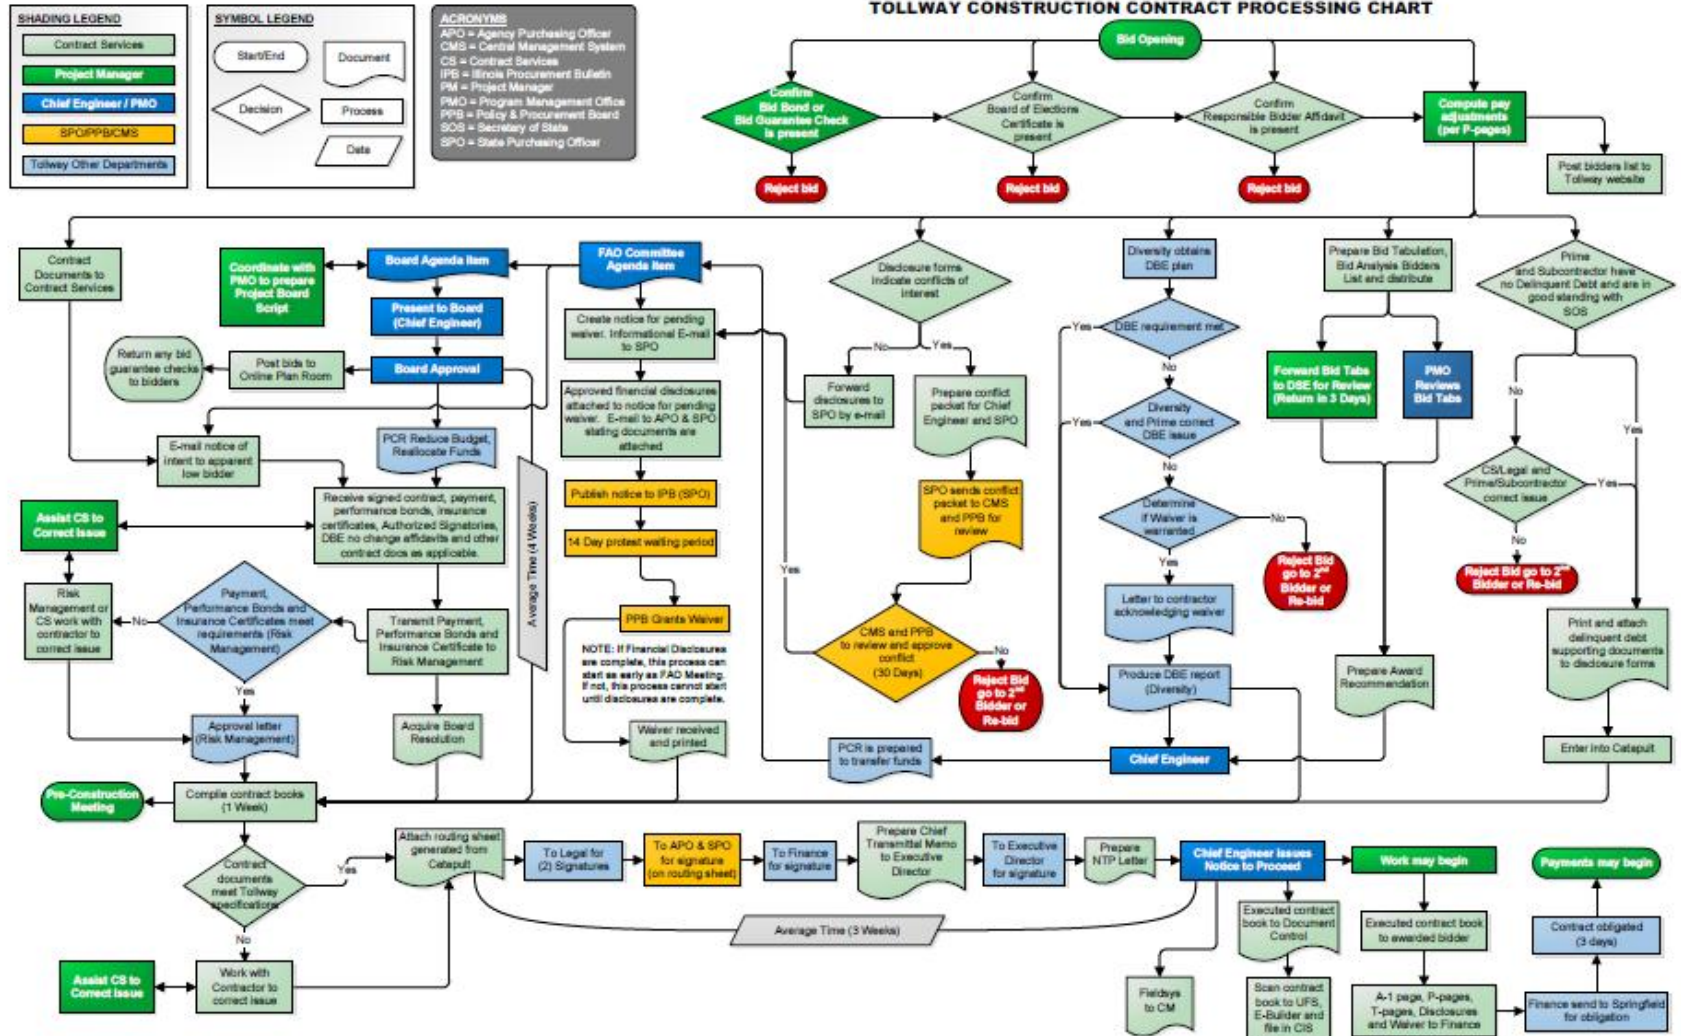 TOLLWAY CONSTRUCTION CONTRACT PROCESSING CHART
SHADING LEGEND
Contract Services
Project Manager
Chief Engineer / PMO
SPO/PPB/CMS
Tollway Other Departments
SYMBOL LEGEND
Start/End
Document
Decision
Process
Data
ACRONYMS
APO = Agency Purchasing Officer
CMS = Central Management System
CS = Contract Services
IPB = Illinois Procurement Bulletin
PM = Project Manager
PMO = Program Management Office
PPB = Policy & Procurement Board
SOS = Secretary of State
SPO = State Purchasing Officer
Bid Opening
Confirm
Bid Bond or
Bid Guarantee Check
is present
Confirm
Board of Elections
Certificate is
present
Confirm
Responsible Bidder Affidavit
is present
Compute pay
adjustments
(per P-pages)
Reject bid
Reject bid
Reject bid
Post bidders list to
Tollway website
Contract
Documents to
Contract Services
Coordinate with
PMO to prepare
Project Board
Script
Board Agenda Item
Present to Board
(Chief Engineer)
Board Approval
Post bids to
Online Plan Room
Return any bid
guarantee checks
to bidders
E-mail notice of
intent to apparent
low bidder
PCR Reduce Budget,
Reallocate Funds
FAO Committee
Agenda Item
Create notice for pending
waiver. Informational E-mail
to SPO
Approved financial disclosures
attached to notice for pending
waiver. E-mail to APO & SPO
stating documents are
attached
Publish notice to IPB (SPO)
14 Day protest waiting period
PPB Grants Waiver
NOTE: If Financial Disclosures
are complete, this process can
start as early as FAO Meeting.
If not, this process cannot start
until disclosures are complete.
Waiver received
and printed
Average Time (4 Weeks)
Disclosure forms
indicate conflicts of
interest
No
Yes
Forward
disclosures to
SPO by e-mail
Prepare conflict
packet for Chief
Engineer and SPO
SPO sends conflict
packet to CMS
and PPB for
review
CMS and PPB
to review and approve
conflict
(30 Days)
Yes
No
Reject Bid
go to 2nd
Bidder or
Re-bid
Diversity obtains
DBE plan
DBE requirement met
Yes
No
Diversity
and Prime correct
DBE issue
Yes
No
Determine
if Waiver is
warranted
No
Yes
Reject Bid
go to 2nd
Bidder or
Re-bid
Letter to contractor
acknowledging waiver
Produce DBE report
(Diversity)
Chief Engineer
PCR is prepared
to transfer funds
Prepare Bid Tabulation,
Bid Analysis Bidders
List and distribute
Forward Bid Tabs
to DSE for Review
(Return in 3 Days)
PMO
Reviews
Bid Tabs
Prepare Award
Recommendation
Prime
and Subcontractor have
no Delinquent Debt and are in
good standing with
SOS
No
Yes
CS/Legal and
Prime/Subcontractor
correct issue
Yes
No
Reject Bid go to 2nd
Bidder or Re-bid
Print and attach
delinquent debt
supporting documents
to disclosure forms
Enter into Catapult
Assist CS to
Correct Issue
Receive signed contract, payment,
performance bonds, insurance
certificates, Authorized Signatories,
DBE no change affidavits and other
contract docs as applicable.
Risk
Management or
CS work with
contractor to
correct issue
No
Payment,
Performance Bonds and
Insurance Certificates meet
requirements (Risk
Management)
Yes
Transmit Payment,
Performance Bonds and
Insurance Certificate to
Risk Management
Approval letter
(Risk Management)
Acquire Board
Resolution
Pre-Construction
Meeting
Compile contract books
(1 Week)
Contract
documents
meet Tollway
specifications
Yes
No
Assist CS to
Correct Issue
Work with
Contractor to
correct issue
Attach routing sheet
generated from
Catapult
To Legal for
(2) Signatures
To APO & SPO
for signature
(on routing sheet)
To Finance
for signature
Prepare Chief
Transmittal Memo
to Executive
Director
To Executive
Director
for signature
Prepare
NTP Letter
Chief Engineer Issues
Notice to Proceed
Average Time (3 Weeks)
Work may begin
Payments may begin
Fieldsys
to CM
Executed contract
book to Document
Control
Scan contract
book to UFS,
E-Builder and
file in CIS
Executed contract book
to awarded bidder
A-1 page, P-pages,
T-pages, Disclosures
and Waiver to Finance
Contract obligated
(3 days)
Finance send to Springfield
for obligation